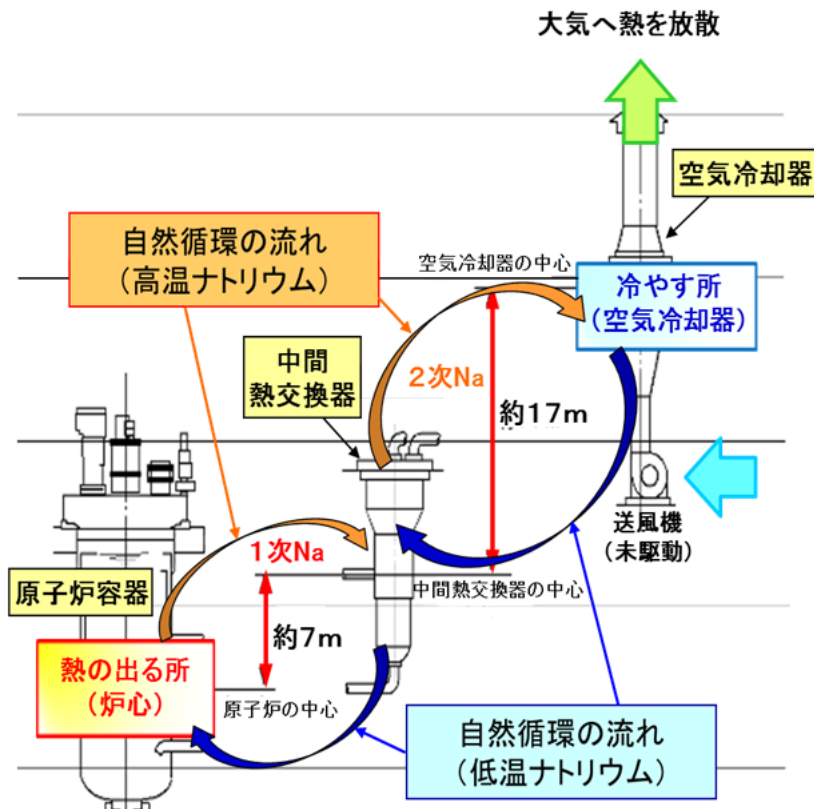 大気へ熱を放散
空気冷却器
自然循環の流れ
（高温ナトリウム）
空気冷却器の中心
冷やす所
（空気冷却器）
中間
熱交換器
２次Na
約17m
送風機
（未駆動）
１次Na
原子炉容器
中間熱交換器の中心
約7m
熱の出る所
（炉心）
原子炉の中心
自然循環の流れ
（低温ナトリウム）